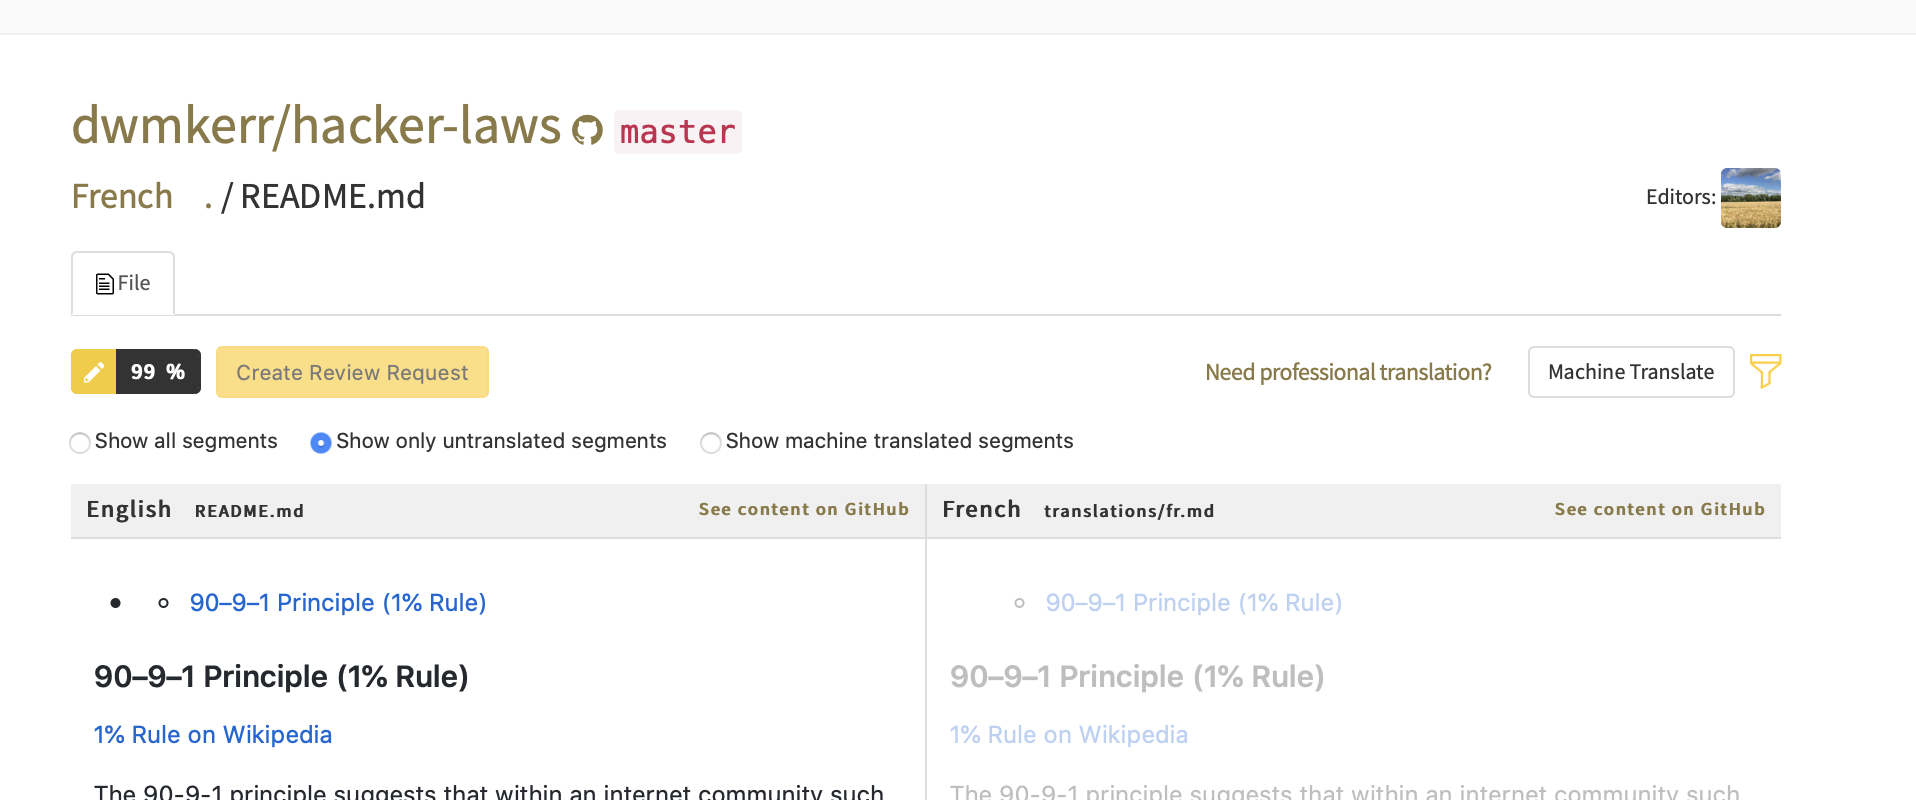 dwmkerr/hacker-laws master
French . / README.md
Editors:
File
99 % Create Review Request Need professional translation? Machine Translate
Show all segments Show only untranslated segments Show machine translated segments
English README.md See content on GitHub French translations/fr.md See content on GitHub
90–9–1 Principle (1% Rule) 90–9–1 Principle (1% Rule)
90–9–1 Principle (1% Rule) 90–9–1 Principle (1% Rule)
1% Rule on Wikipedia 1% Rule on Wikipedia
The 90-9-1 principle suggests that within an internet community such The 90-9-1 principle suggests that within an internet community such